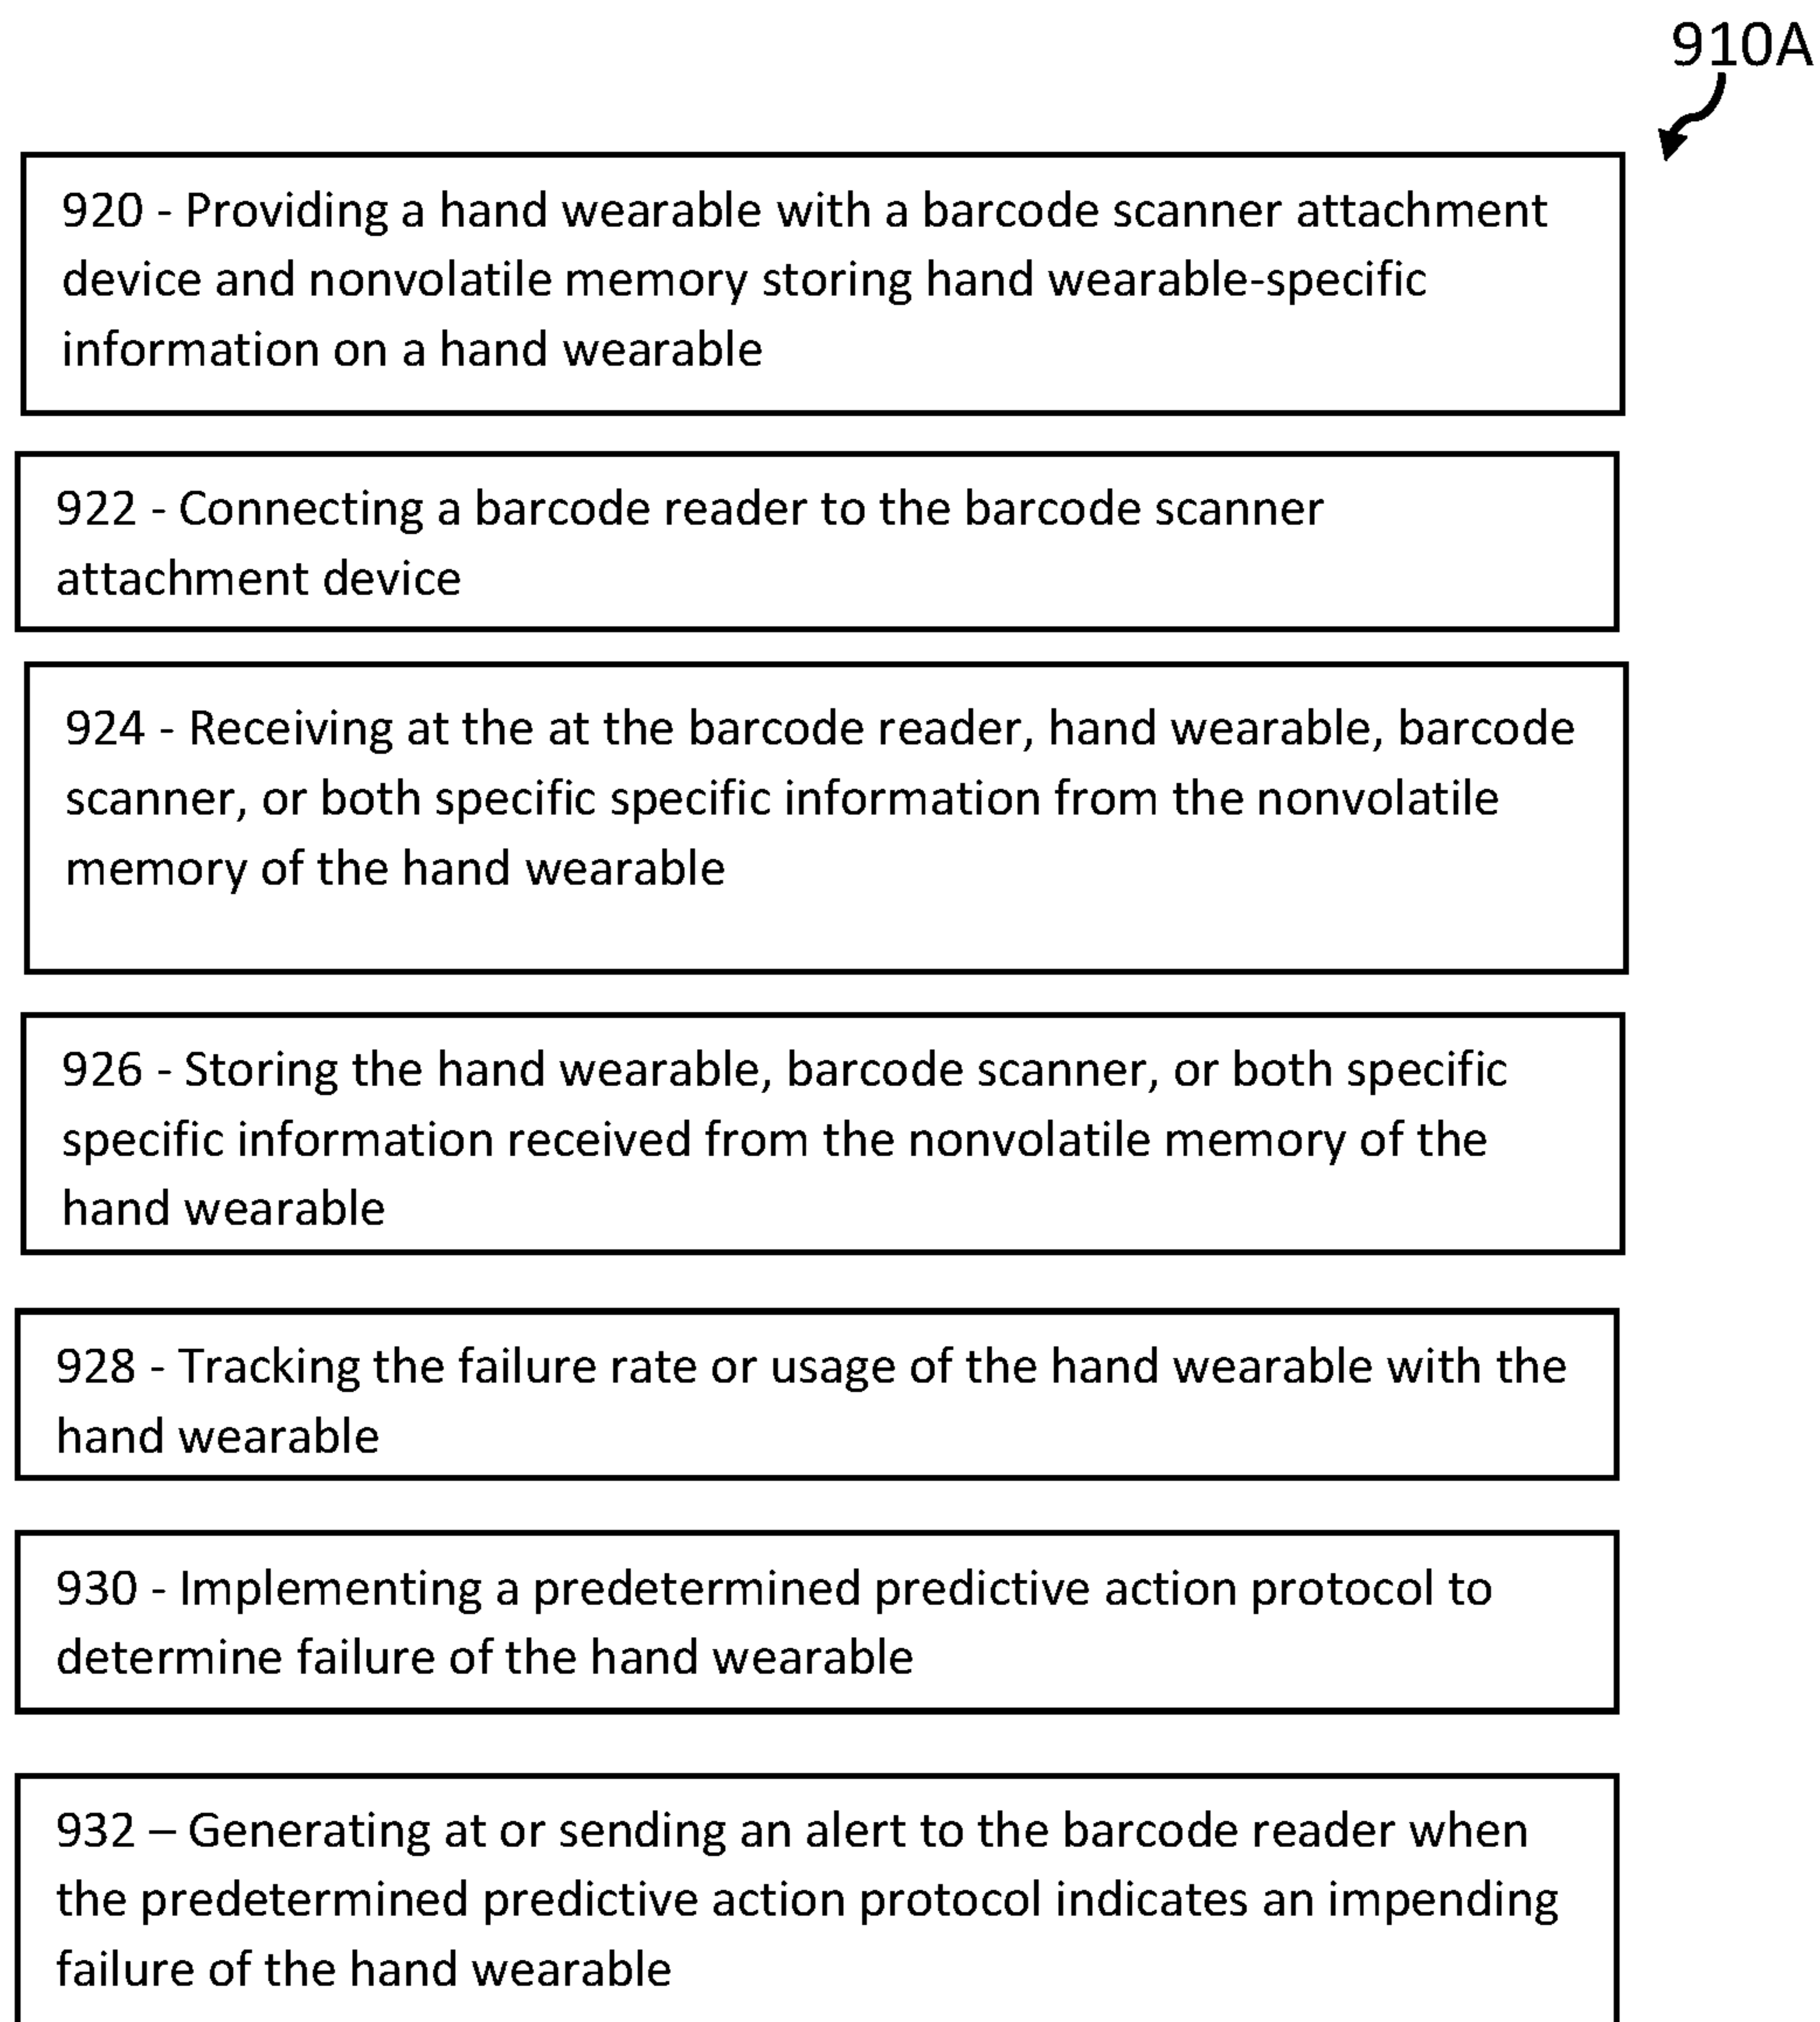 910A
920 - Providing a hand wearable with a barcode scanner attachment
device and nonvolatile memory storing hand wearable-specific
information on a hand wearable
922 - Connecting a barcode reader to the barcode scanner
attachment device
924 - Receiving at the at the barcode reader, hand wearable, barcode
scanner, or both specific specific information from the nonvolatile
memory of the hand wearable
926 - Storing the hand wearable, barcode scanner, or both specific
specific information received from the nonvolatile memory of the
hand wearable
928 - Tracking the failure rate or usage of the hand wearable with the
hand wearable
930 - Implementing a predetermined predictive action protocol to
determine failure of the hand wearable
932 – Generating at or sending an alert to the barcode reader when
the predetermined predictive action protocol indicates an impending
failure of the hand wearable